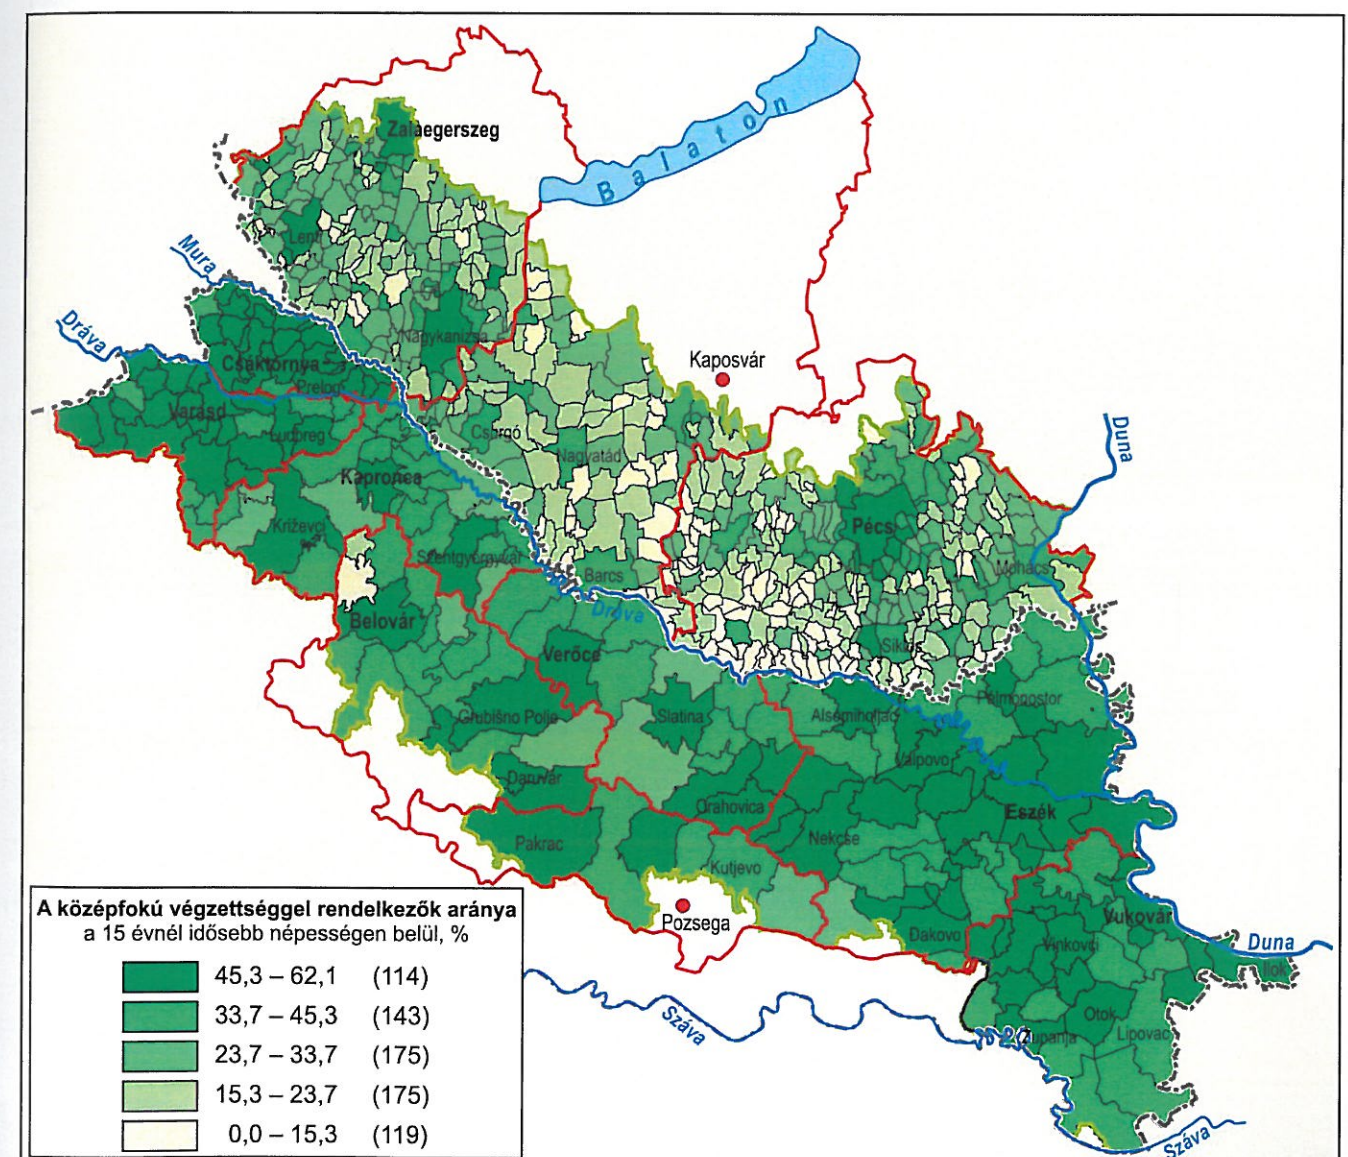 Zalaegerszeg
Balaton
Lenti
Mura
Dráva
Nagykanizsa
Kaposvár
Csáktornya
Prelog
Varasd
Ludbreg
Csurgó
Nagyatád
Duna
Kapronca
Križevci
Pécs
Szentgyörgyvár
Barcs
Mohács
Dráva
Belovár
Siklós
Verőce
Grubišno Polje
Slatina
Alsómiholjác
Pélmonostor
Valpovo
Daruvár
Orahovica
Eszék
Pakrac
Nekcse
Kutjevo
Pozsega
Vukovár
Đakovo
Vinkovci
Duna
Ilok
Száva
Otok
Županja
Lipovac
Száva
A középfokú végzettséggel rendelkezők aránya
a 15 évnél idősebb népességen belül, %
45,3 – 62,1 (114)
33,7 – 45,3 (143)
23,7 – 33,7 (175)
15,3 – 23,7 (175)
0,0 – 15,3 (119)